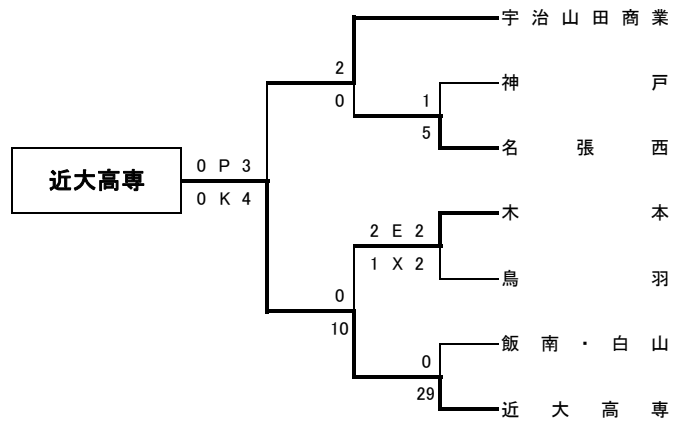 宇治山田商業
2
0
神戸
1
5
名張西
近大高専
0 P 3
0 K 4
木本
2 E 2
1 X 2
鳥羽
0
10
飯南・白山
0
29
近大高専